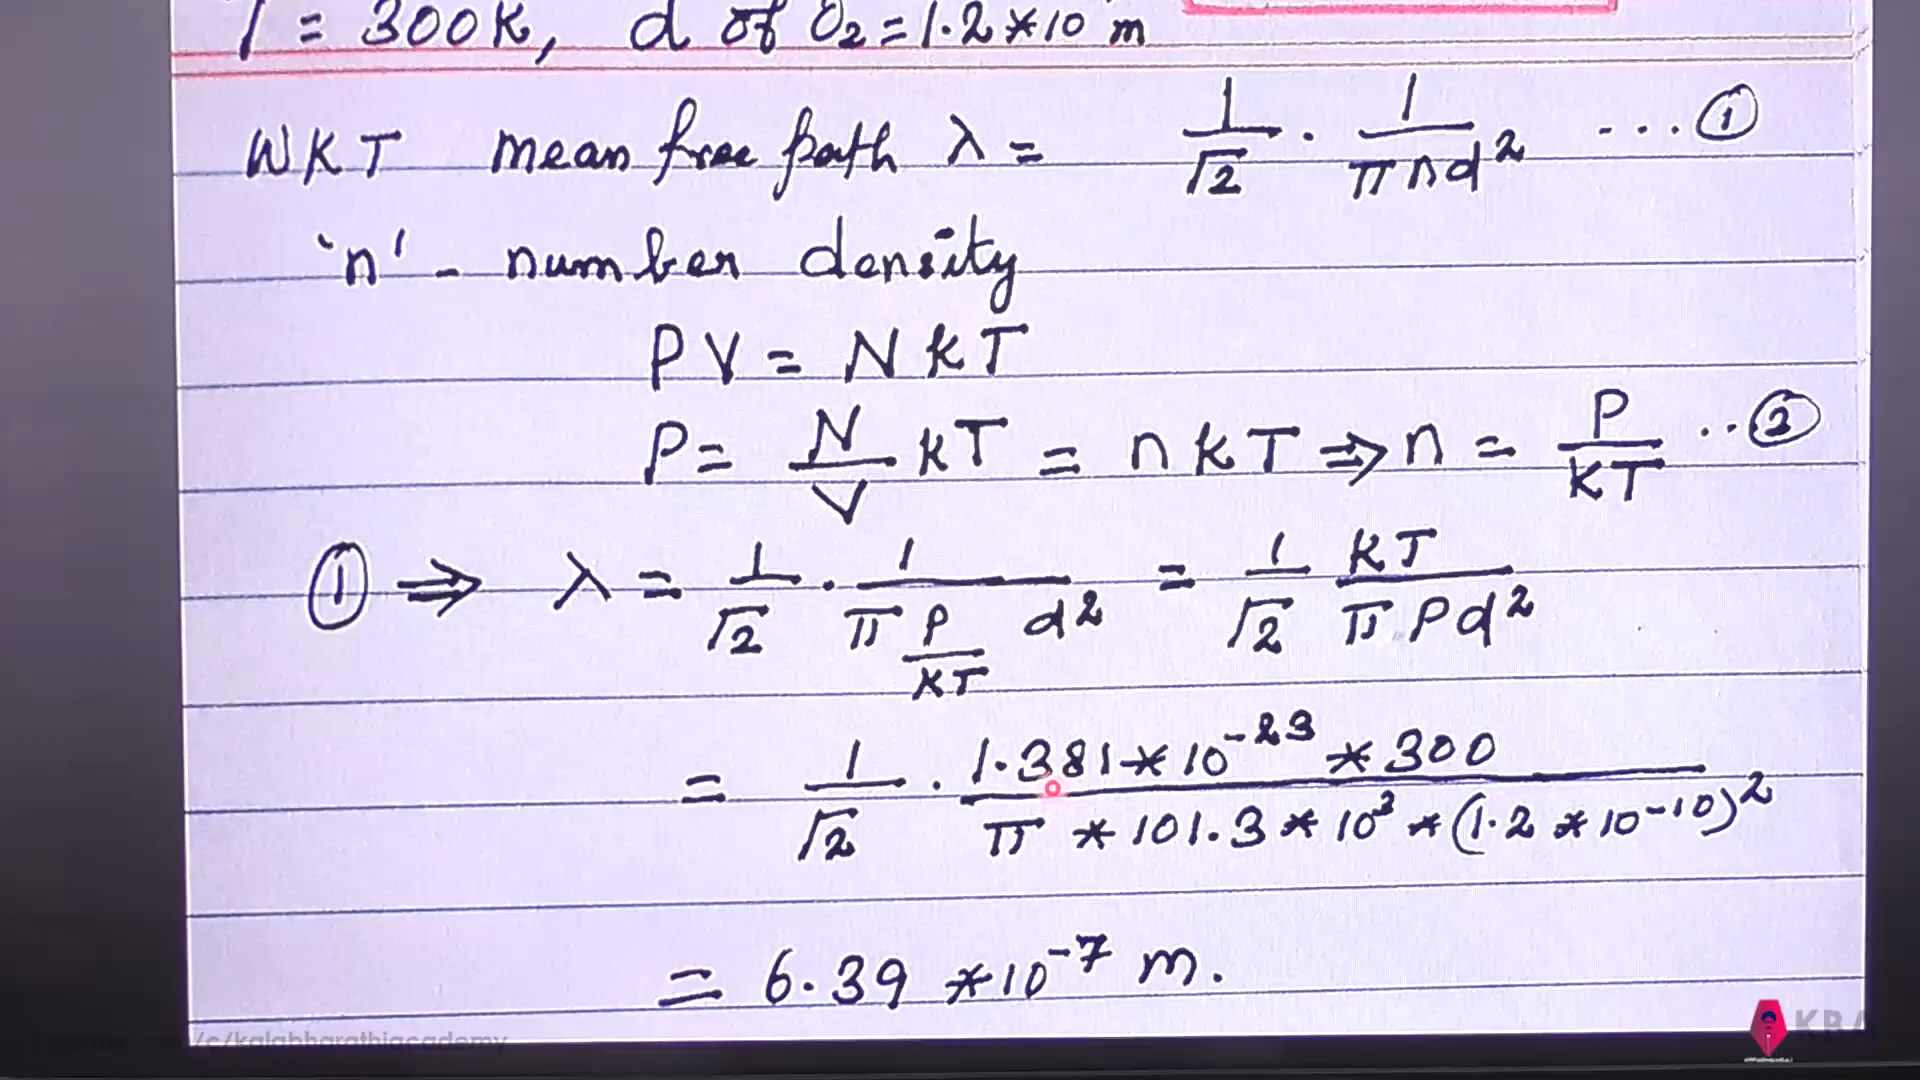 T = 300K, d of O₂ = 1.2*10 m
WKT mean free path λ = 1/√2 . 1/πnd² ....①
'n' - number density
PV = NKT
P = N/V KT = nKT ⇒ n = P/KT ..②
① ⇒ λ = 1/√2 . 1/(π P/KT d²) = 1/√2 KT/πPd²
= 1/√2 . 1.381*10⁻²³ * 300 / π * 101.3 * 10³ * (1.2 * 10⁻¹⁰)²
= 6.39 *10⁻⁷ m.
/c/kalabharathiacademy
KBA